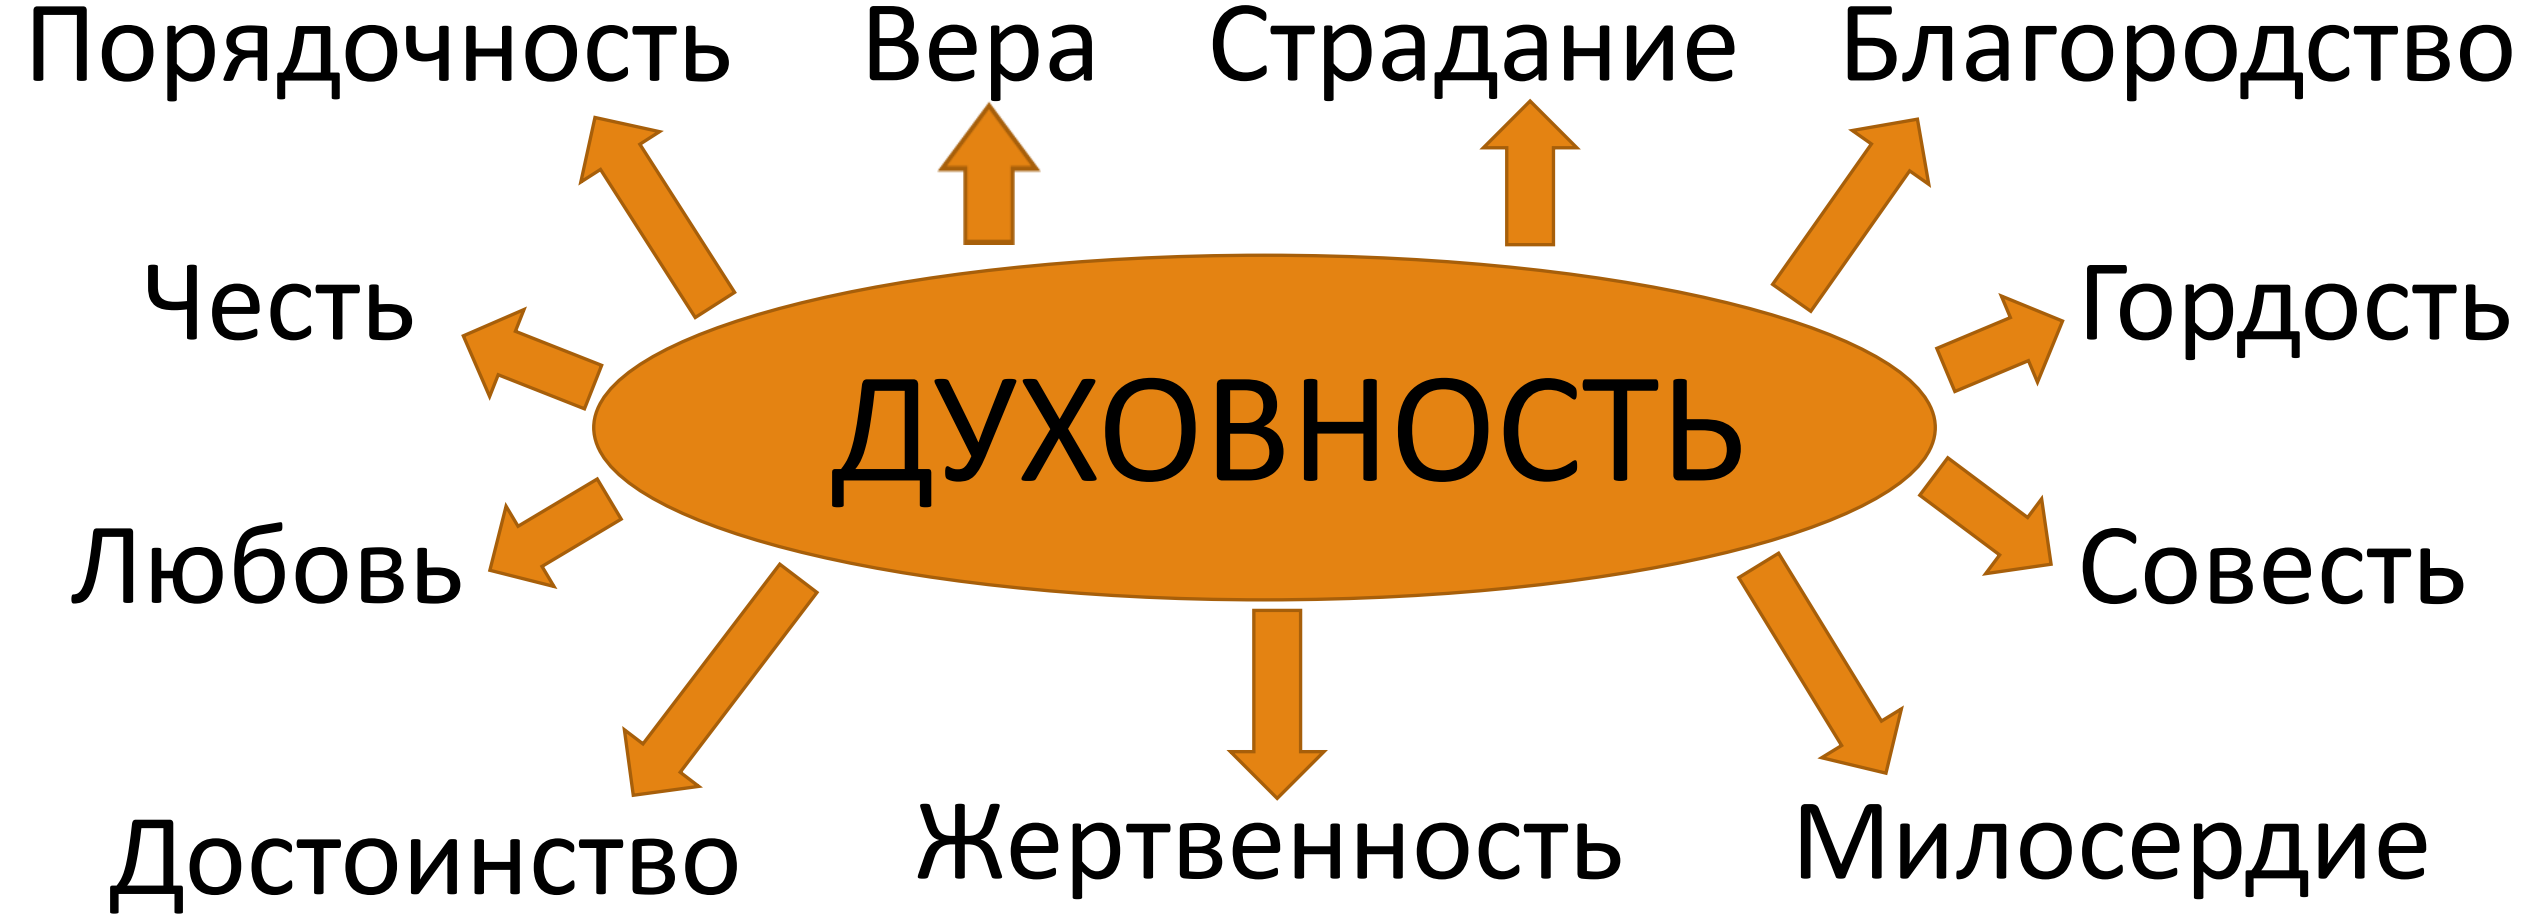 Порядочность
Вера
Страдание
Благородство
Честь
Гордость
ДУХОВНОСТЬ
Любовь
Совесть
Достоинство
Жертвенность
Милосердие